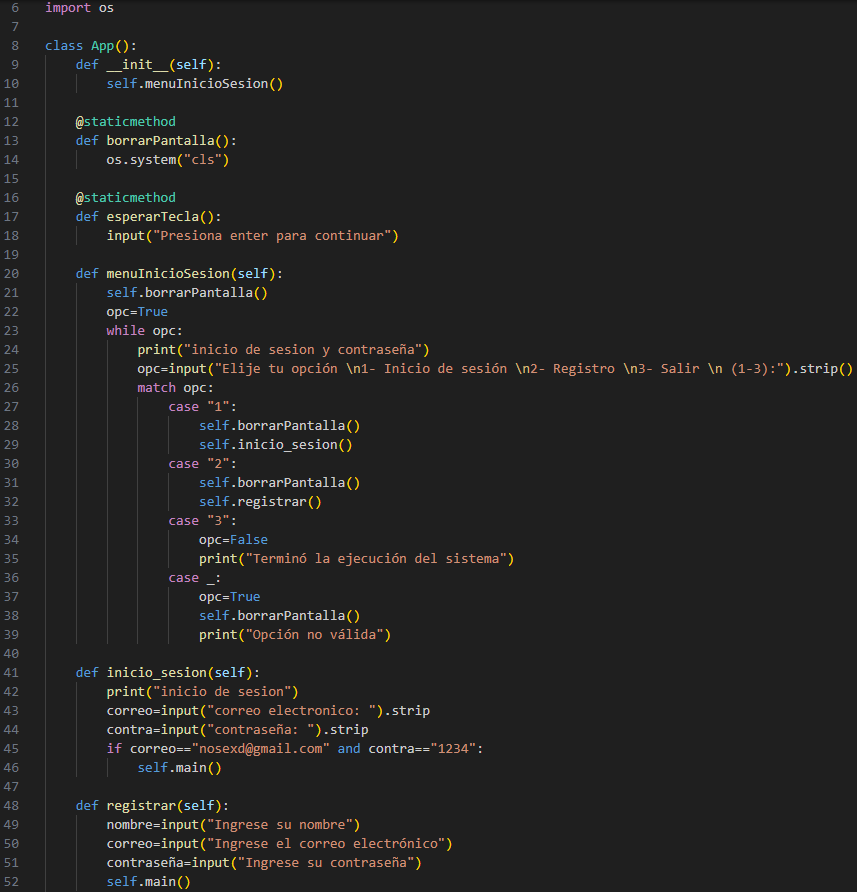 6 import os
7
8 class App():
9     def __init__(self):
10         self.menuInicioSesion()
11
12     @staticmethod
13     def borrarPantalla():
14         os.system("cls")
15
16     @staticmethod
17     def esperarTecla():
18         input("Presiona enter para continuar")
19
20     def menuInicioSesion(self):
21         self.borrarPantalla()
22         opc=True
23         while opc:
24             print("inicio de sesion y contraseña")
25             opc=input("Elije tu opción \n1- Inicio de sesión \n2- Registro \n3- Salir \n (1-3):").strip()
26             match opc:
27                 case "1":
28                     self.borrarPantalla()
29                     self.inicio_sesion()
30                 case "2":
31                     self.borrarPantalla()
32                     self.registrar()
33                 case "3":
34                     opc=False
35                     print("Terminó la ejecución del sistema")
36                 case _:
37                     opc=True
38                     self.borrarPantalla()
39                     print("Opción no válida")
40
41     def inicio_sesion(self):
42         print("inicio de sesion")
43         correo=input("correo electronico: ").strip
44         contra=input("contraseña: ").strip
45         if correo=="nosexd@gmail.com" and contra=="1234":
46             self.main()
47
48     def registrar(self):
49         nombre=input("Ingrese su nombre")
50         correo=input("Ingrese el correo electrónico")
51         contraseña=input("Ingrese su contraseña")
52         self.main()